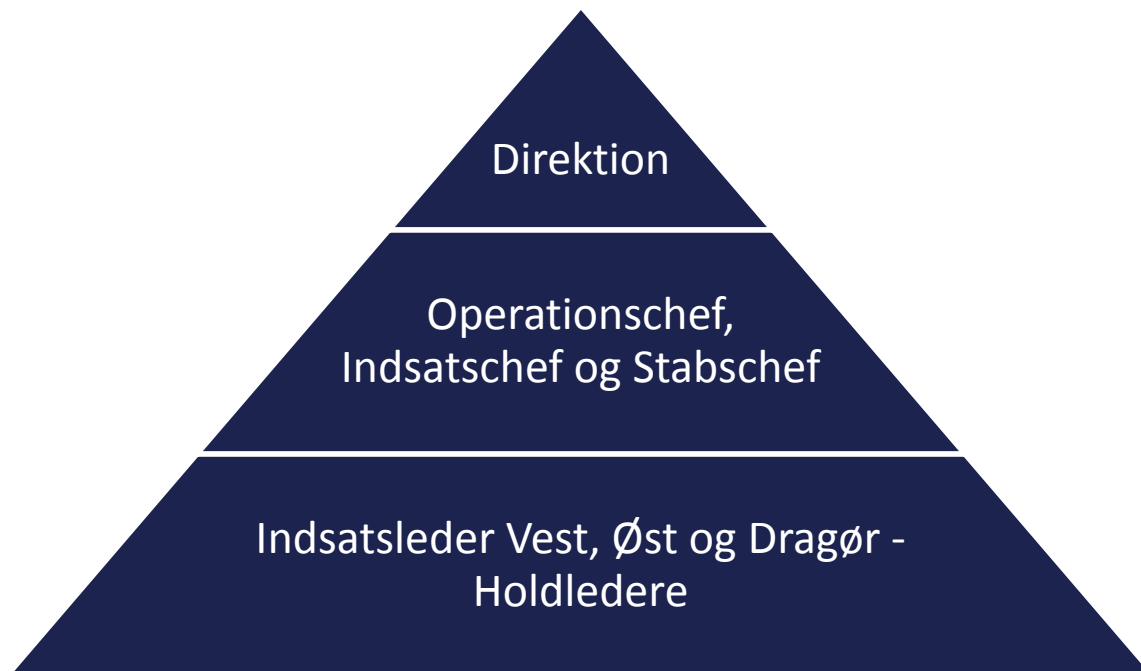 Direktion
Operationschef,
Indsatschef og Stabschef
Indsatsleder Vest, Øst og Dragør -
Holdledere